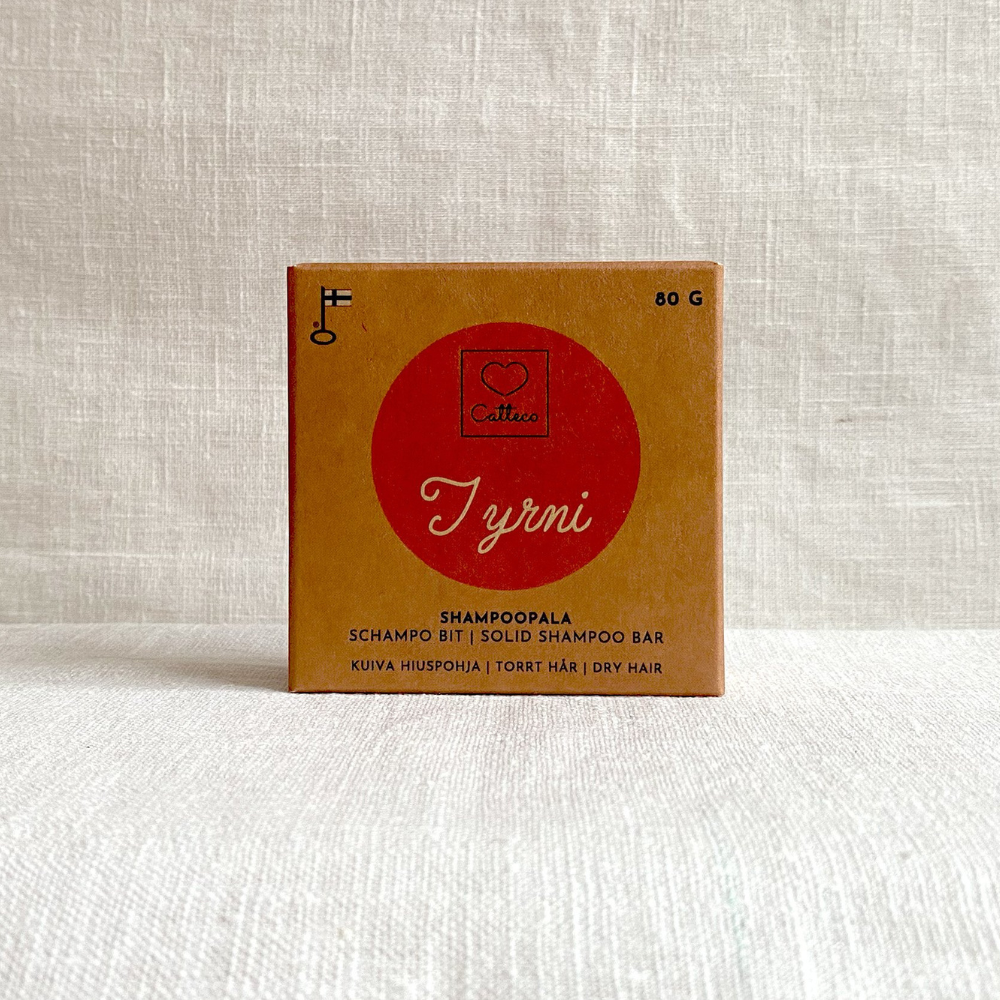 80 G
Catteco
Tyrni
SHAMPOOPALA
SCHAMPO BIT | SOLID SHAMPOO BAR
KUIVA HIUSPOHJA | TORRT HÅR | DRY HAIR